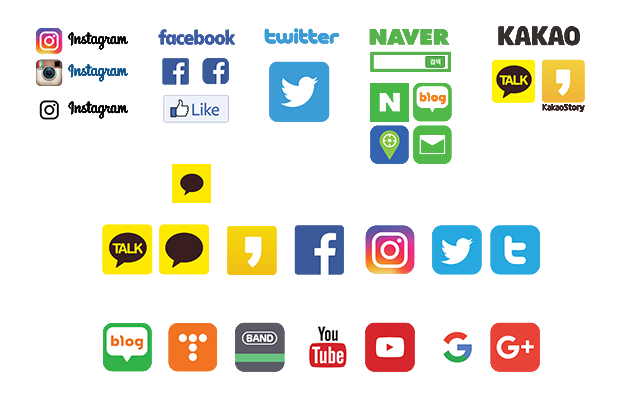 Instagram
Instagram
Instagram
facebook
f f
Like
twitter
NAVER
검색
N blog
KAKAO
TALK
KakaoStory
TALK
f
t
blog
BAND
You
Tube
G
G+